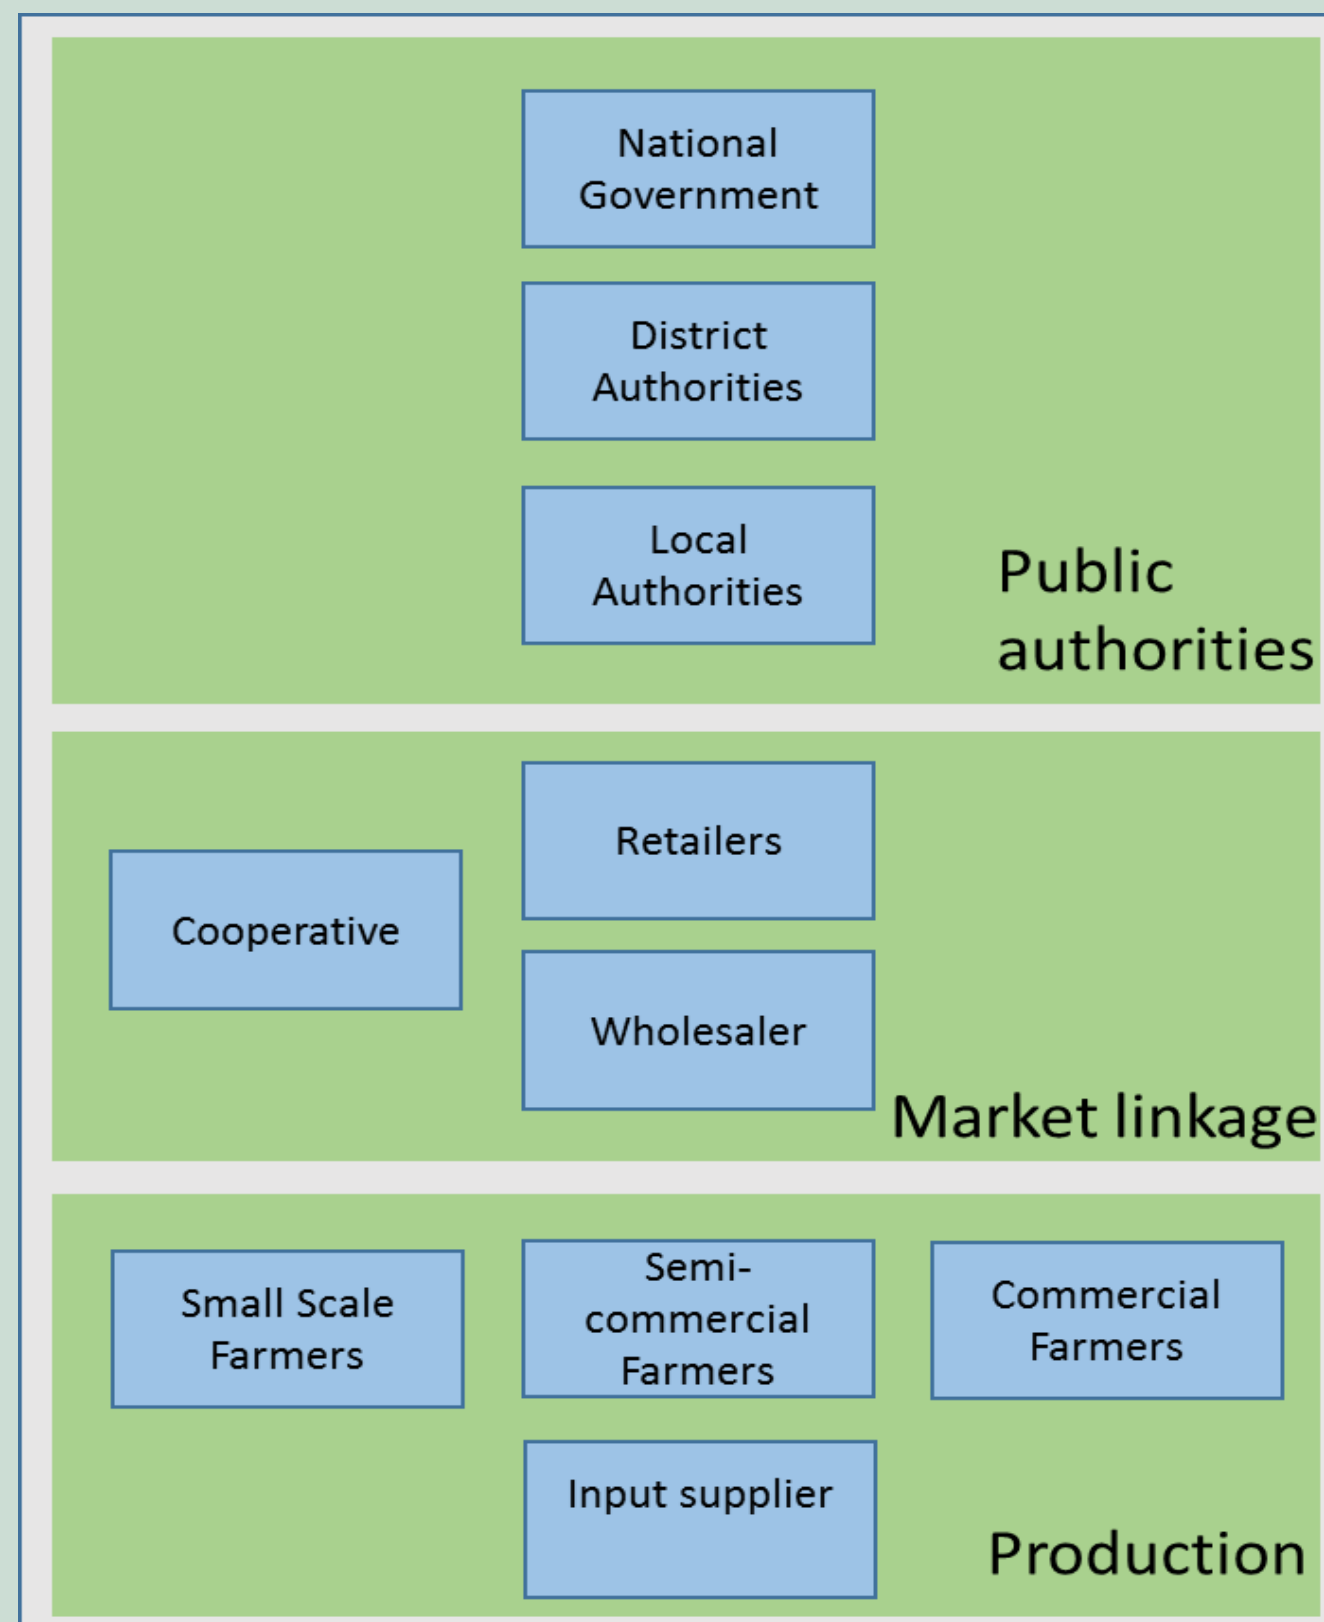 National
Government
District
Authorities
Local
Authorities
Public
authorities
Retailers
Cooperative
Wholesaler
Market linkage
Small Scale
Farmers
Semi-
commercial
Farmers
Commercial
Farmers
Input supplier
Production